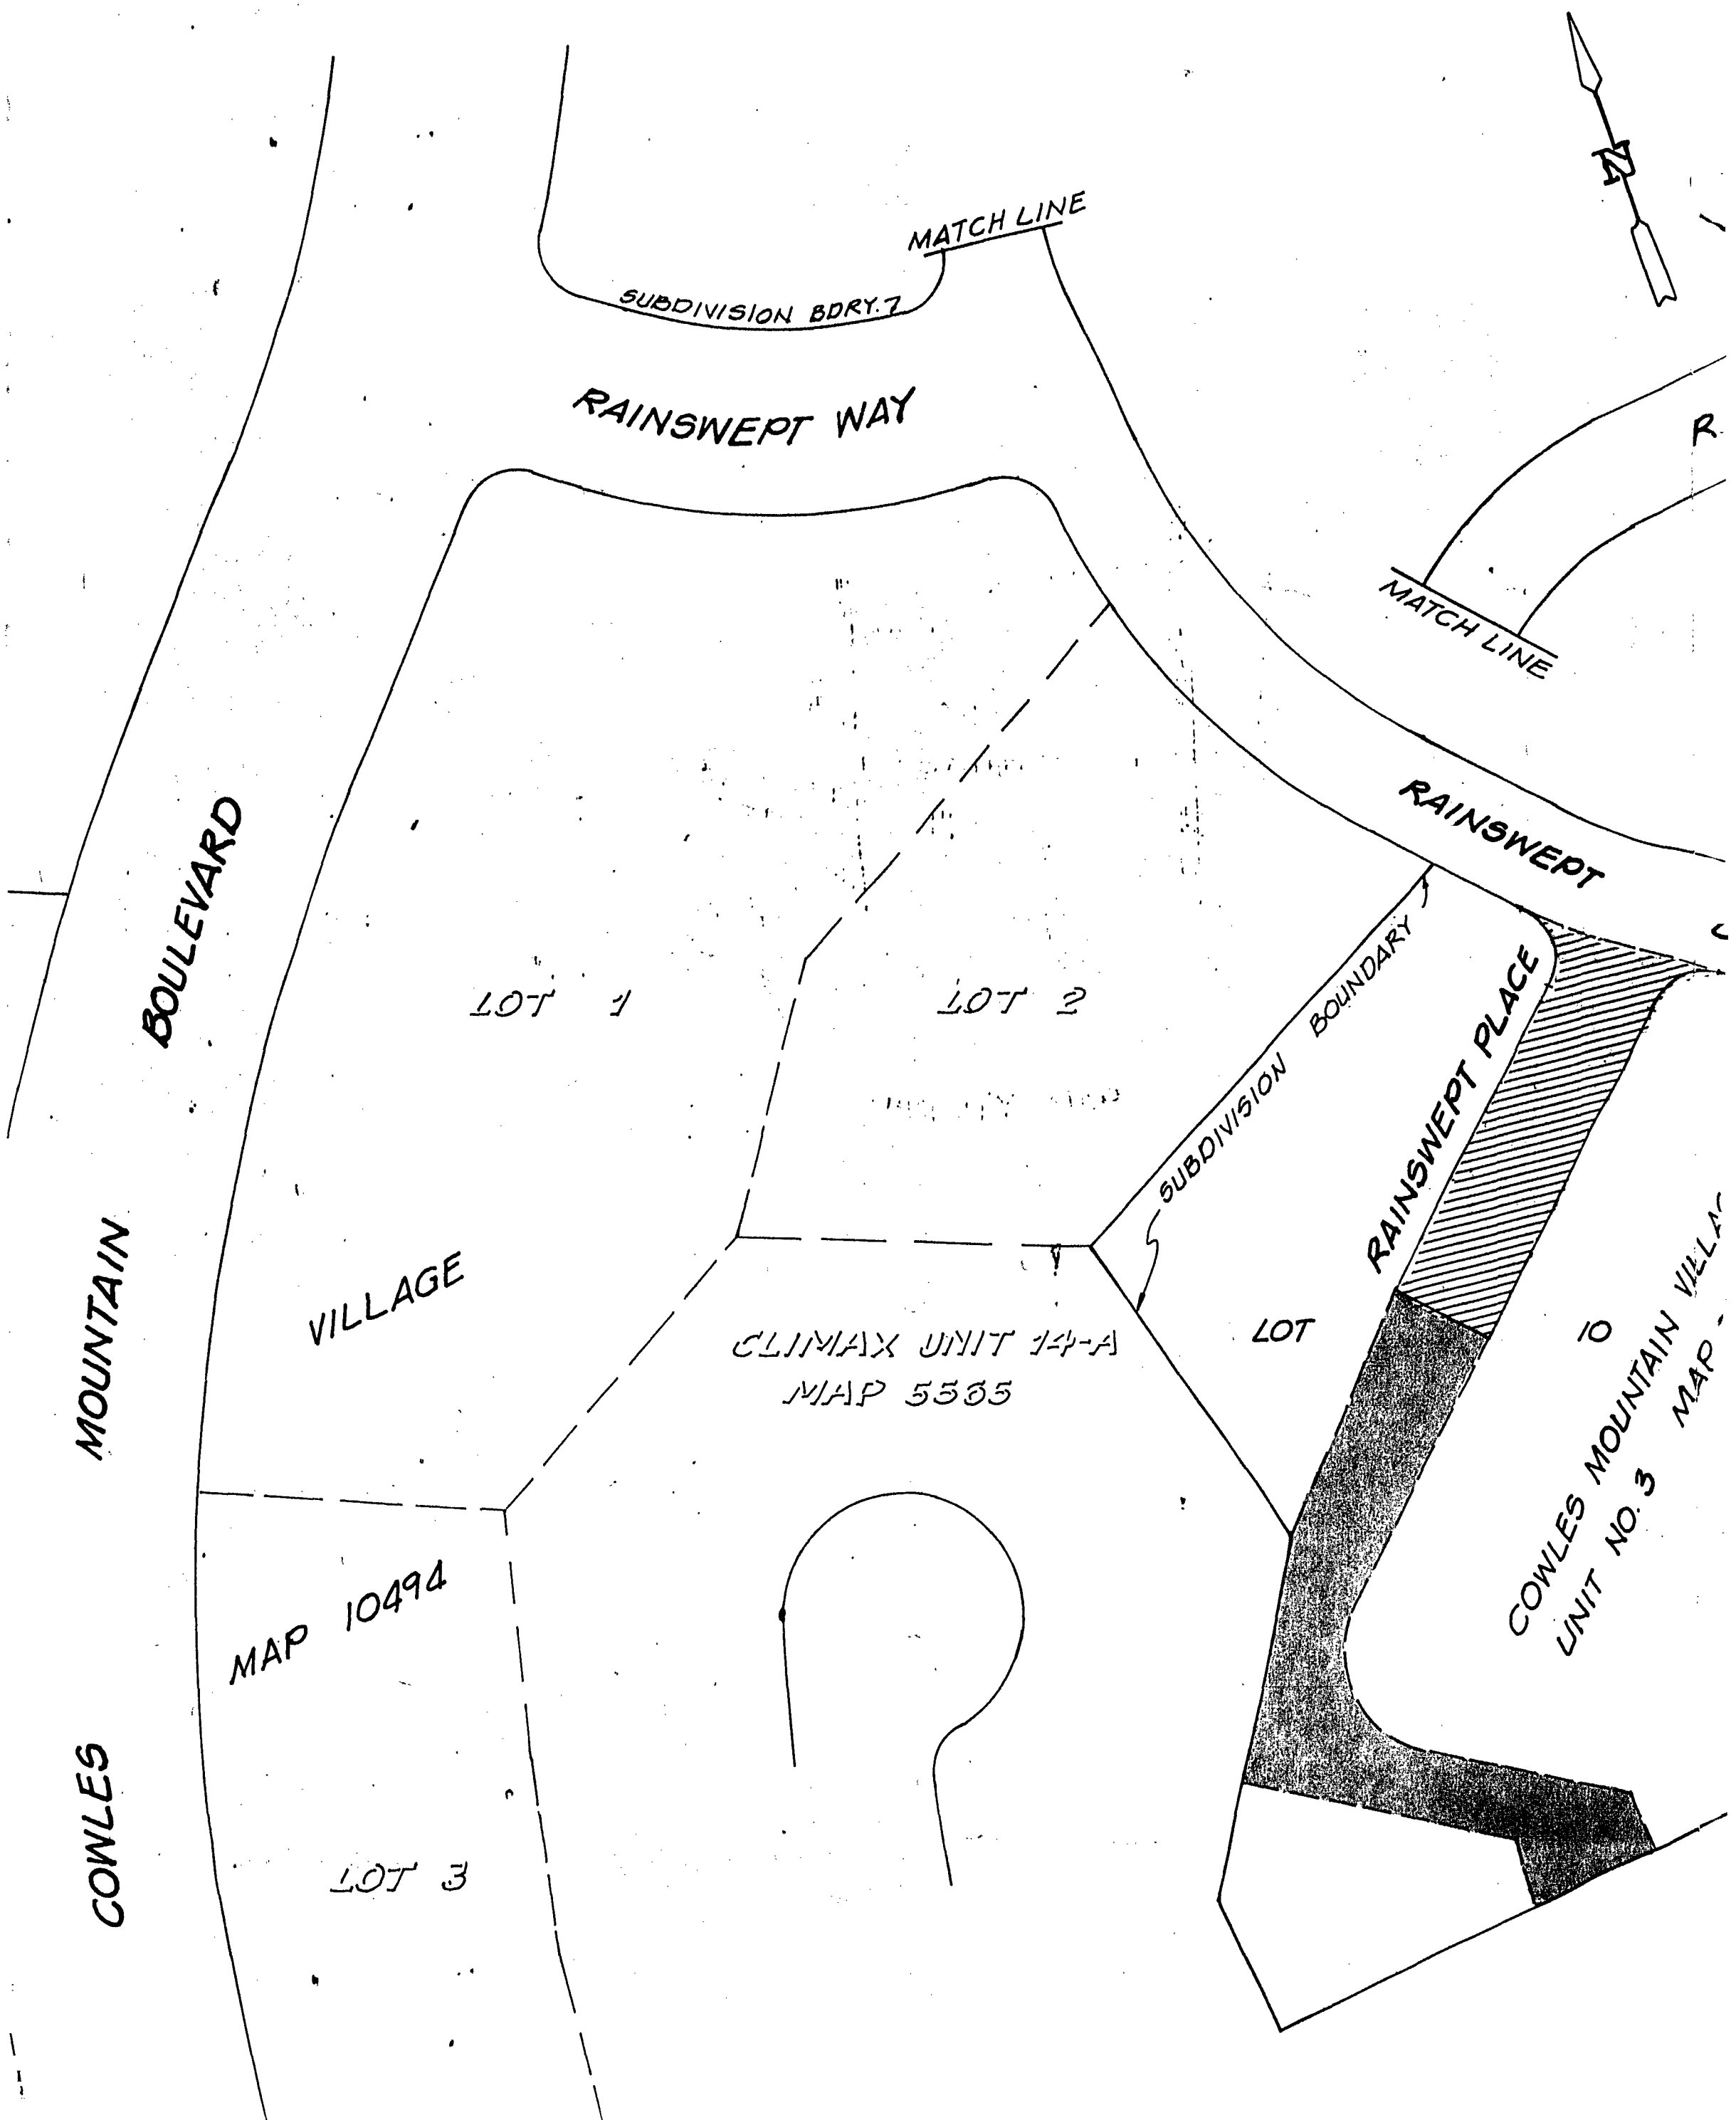 N
MATCH LINE
SUBDIVISION BDRY.
RAINSWEPT WAY
R
MATCH LINE
RAINSWEPT
BOULEVARD
LOT 1
LOT 2
SUBDIVISION BOUNDARY
RAINSWEPT PLACE
MOUNTAIN
VILLAGE
CLIMAX UNIT 14-A
MAP 5565
LOT
10
COWLES MOUNTAIN
UNIT NO. 3 MAP
MAP 10494
COWLES
LOT 3